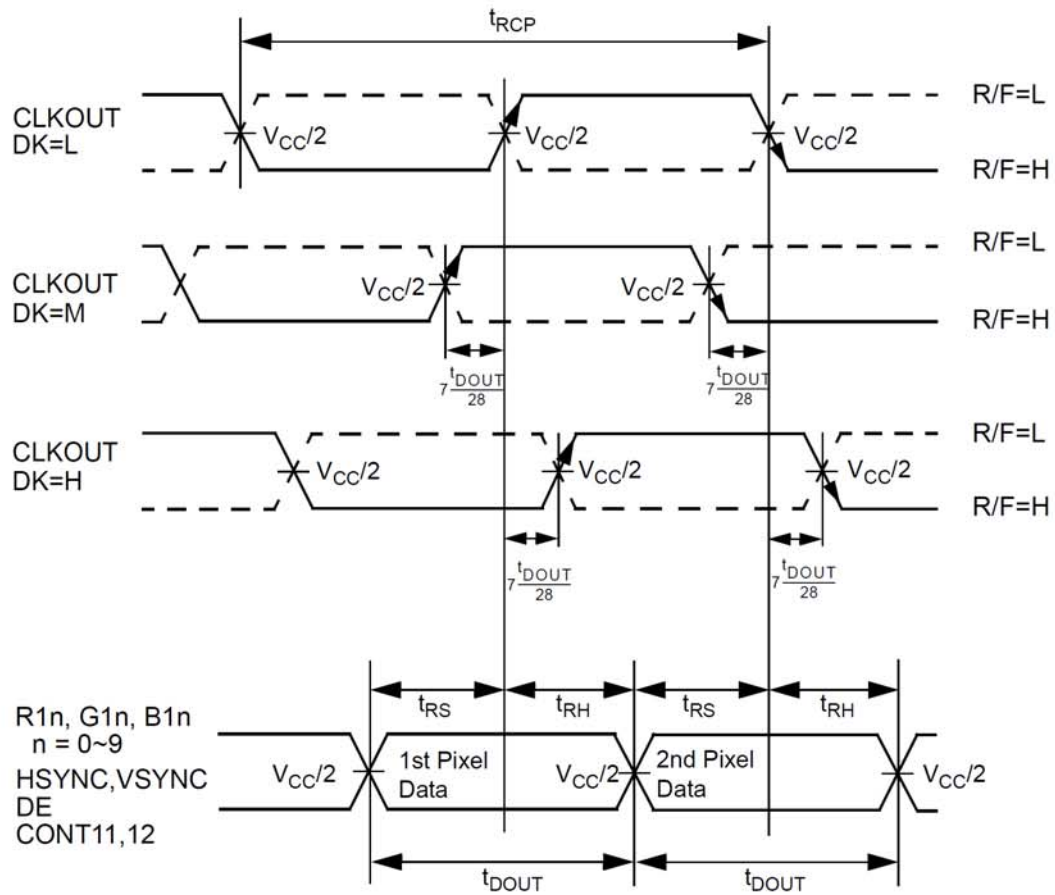 tRCP
CLKOUT
DK=L
VCC/2 VCC/2 VCC/2
R/F=L
R/F=H
CLKOUT
DK=M
VCC/2 VCC/2
R/F=L
R/F=H
7 tDOUT/28 7 tDOUT/28
CLKOUT
DK=H
VCC/2 VCC/2 VCC/2
R/F=L
R/F=H
7 tDOUT/28 7 tDOUT/28
tRS tRH tRS tRH
R1n, G1n, B1n
n = 0~9
HSYNC,VSYNC
DE
CONT11,12
VCC/2 1st Pixel
Data
VCC/2 2nd Pixel
Data
VCC/2
tDOUT tDOUT